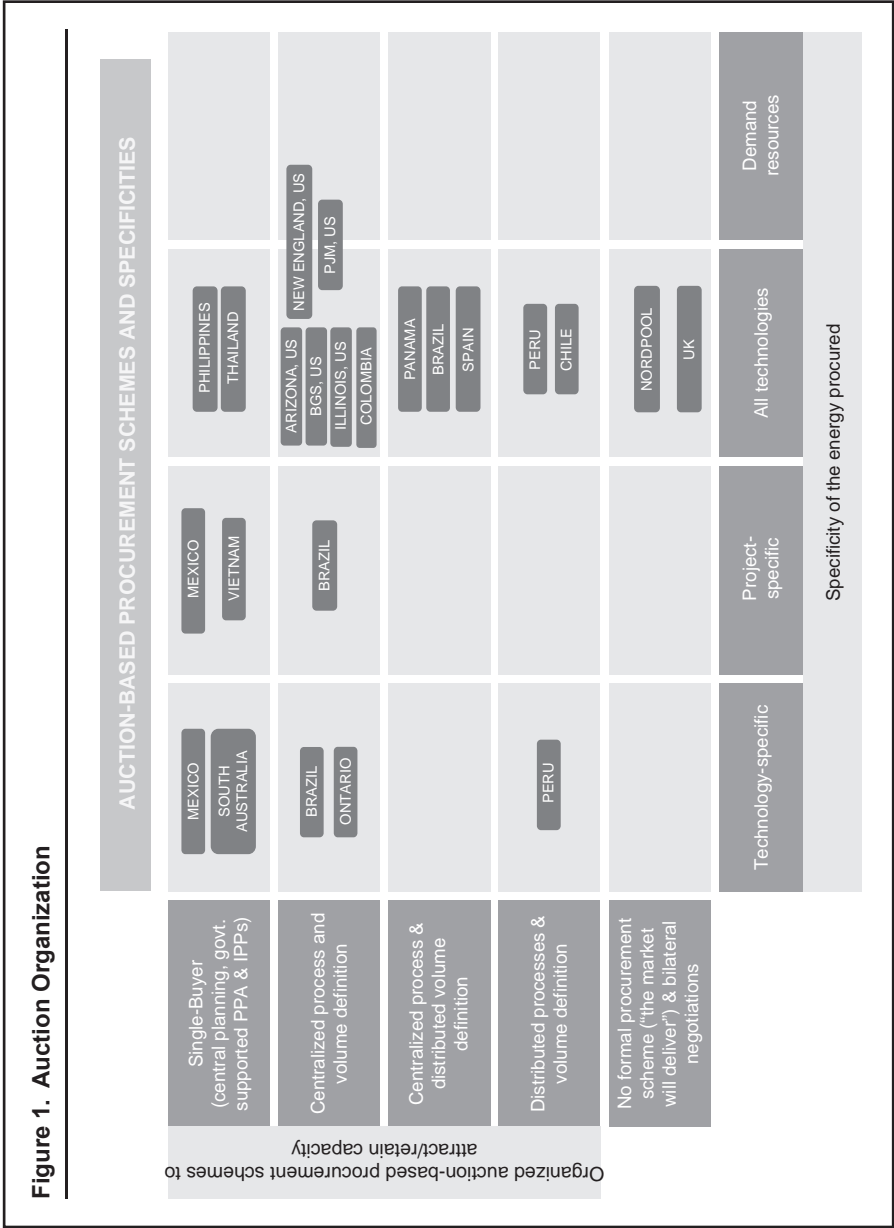 Figure 1. Auction Organization
AUCTION-BASED PROCUREMENT SCHEMES AND SPECIFICITIES
Organized auction-based procurement schemes to
attract/retain capacity
Single-Buyer
(central planning, govt.
supported PPA & IPPs)
MEXICO
SOUTH
AUSTRALIA
MEXICO
VIETNAM
PHILIPPINES
THAILAND
Centralized process and
volume definition
BRAZIL
ONTARIO
BRAZIL
ARIZONA, US
BGS, US
ILLINOIS, US
COLOMBIA
NEW ENGLAND, US
PJM, US
Centralized process &
distributed volume
definition
PANAMA
BRAZIL
SPAIN
Distributed processes &
volume definition
PERU
PERU
CHILE
No formal procurement
scheme (“the market
will deliver”) & bilateral
negotiations
NORDPOOL
UK
Technology-specific
Project-
specific
All technologies
Demand
resources
Specificity of the energy procured